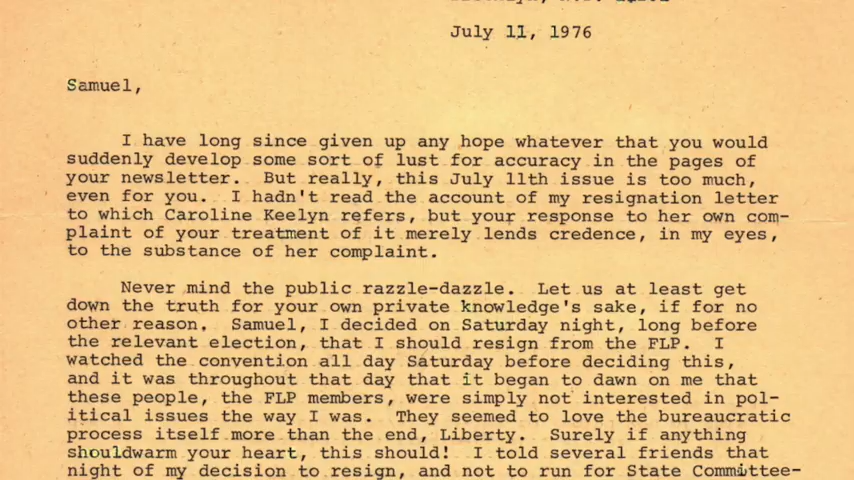 July 11, 1976
Samuel,
I have long since given up any hope whatever that you would
suddenly develop some sort of lust for accuracy in the pages of
your newsletter. But really, this July 11th issue is too much,
even for you. I hadn't read the account of my resignation letter
to which Caroline Keelyn refers, but your response to her own com-
plaint of your treatment of it merely lends credence, in my eyes,
to the substance of her complaint.
Never mind the public razzle-dazzle. Let us at least get
down the truth for your own private knowledge's sake, if for no
other reason. Samuel, I decided on Saturday night, long before
the relevant election, that I should resign from the FLP. I
watched the convention all day Saturday before deciding this,
and it was throughout that day that it began to dawn on me that
these people, the FLP members, were simply not interested in pol-
itical issues the way I was. They seemed to love the bureaucratic
process itself more than the end, Liberty. Surely if anything
shouldwarm your heart, this should! I told several friends that
night of my decision to resign, and not to run for State Committee-